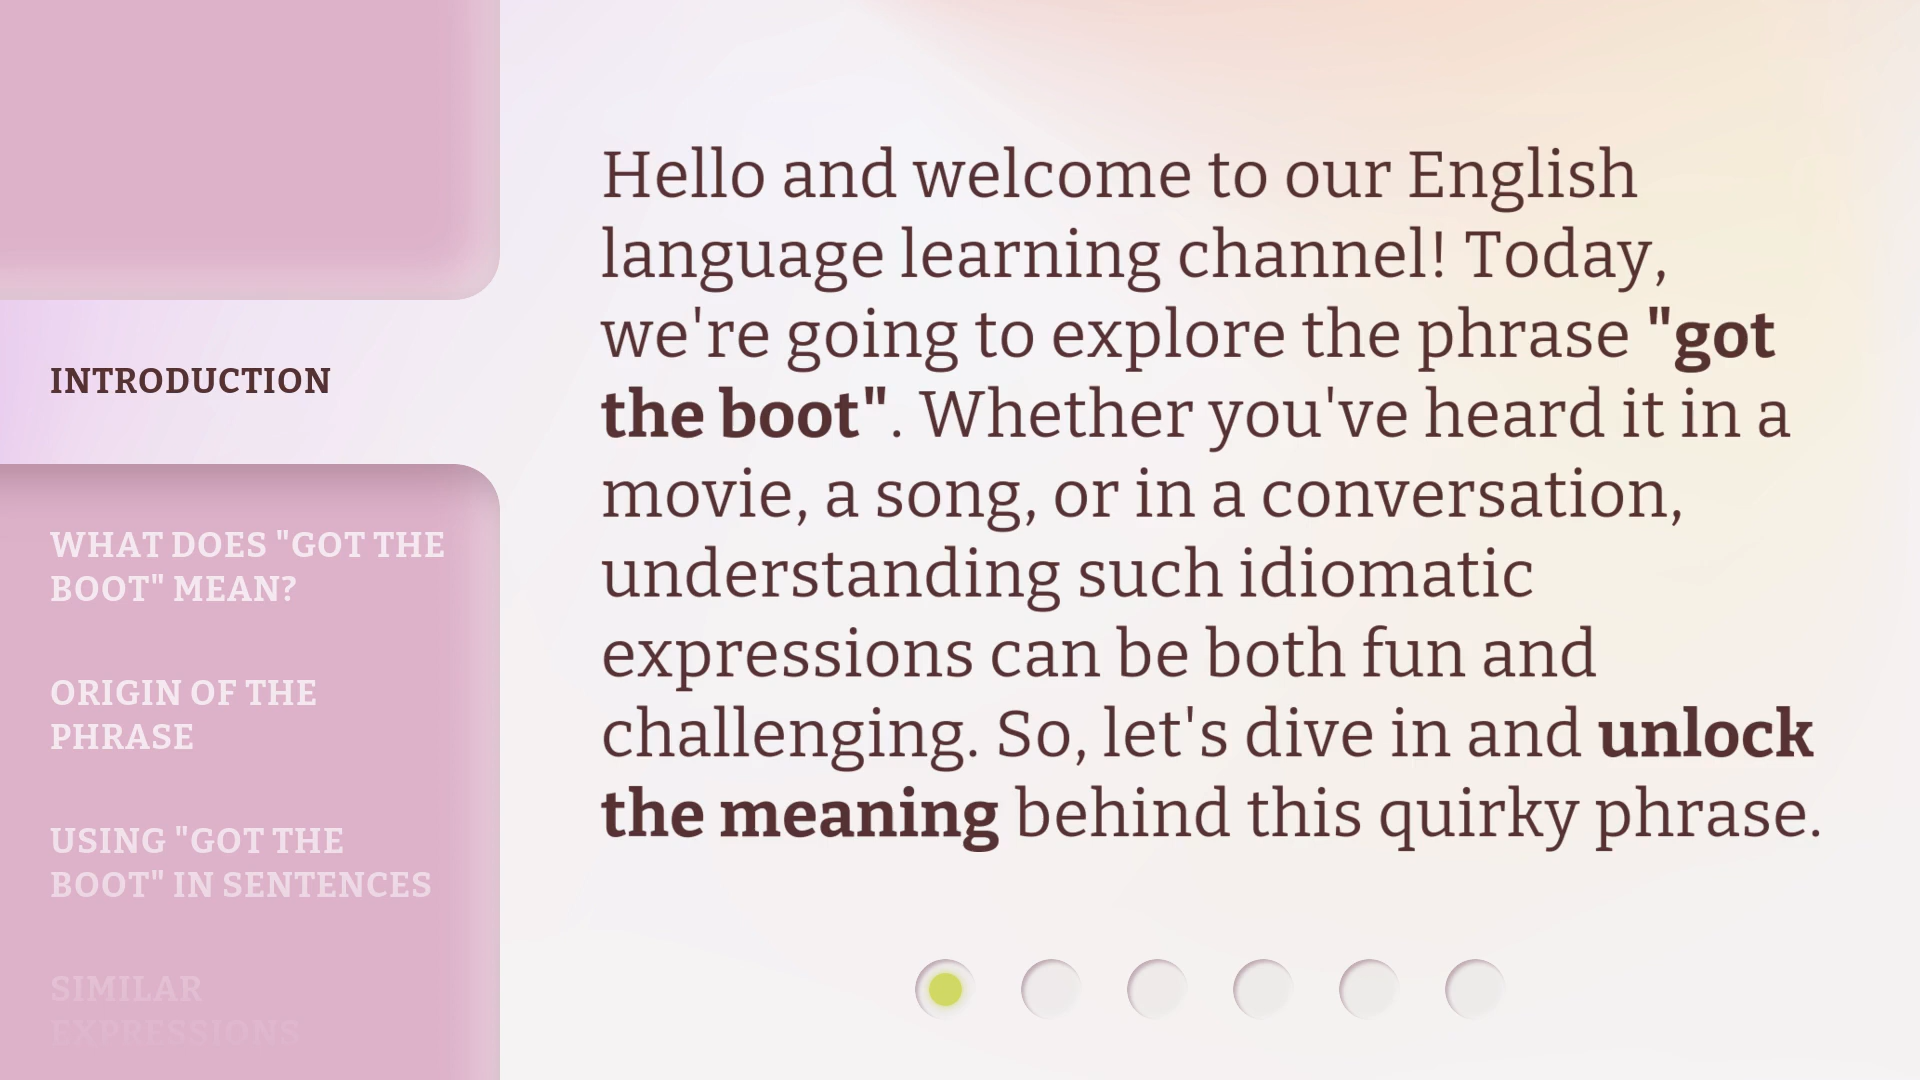 INTRODUCTION
WHAT DOES "GOT THE
BOOT" MEAN?
ORIGIN OF THE
PHRASE
USING "GOT THE
BOOT" IN SENTENCES
SIMILAR
EXPRESSIONS
Hello and welcome to our English
language learning channel! Today,
we're going to explore the phrase "got
the boot". Whether you've heard it in a
movie, a song, or in a conversation,
understanding such idiomatic
expressions can be both fun and
challenging. So, let's dive in and unlock
the meaning behind this quirky phrase.